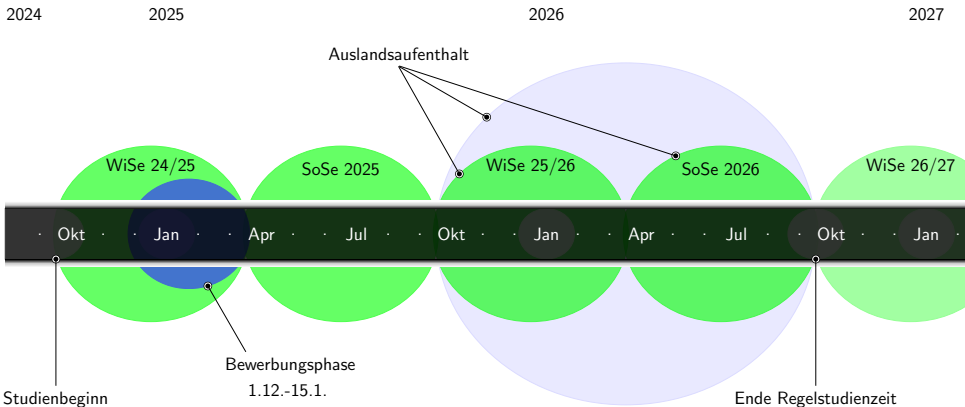 2024 2025 2026 2027
Auslandsaufenthalt
WiSe 24/25 SoSe 2025 WiSe 25/26 SoSe 2026 WiSe 26/27
· Okt · · Jan · · Apr · · Jul · · Okt · · Jan · · Apr · · Jul · · Okt · · Jan ·
Bewerbungsphase
1.12.-15.1.
Studienbeginn Ende Regelstudienzeit